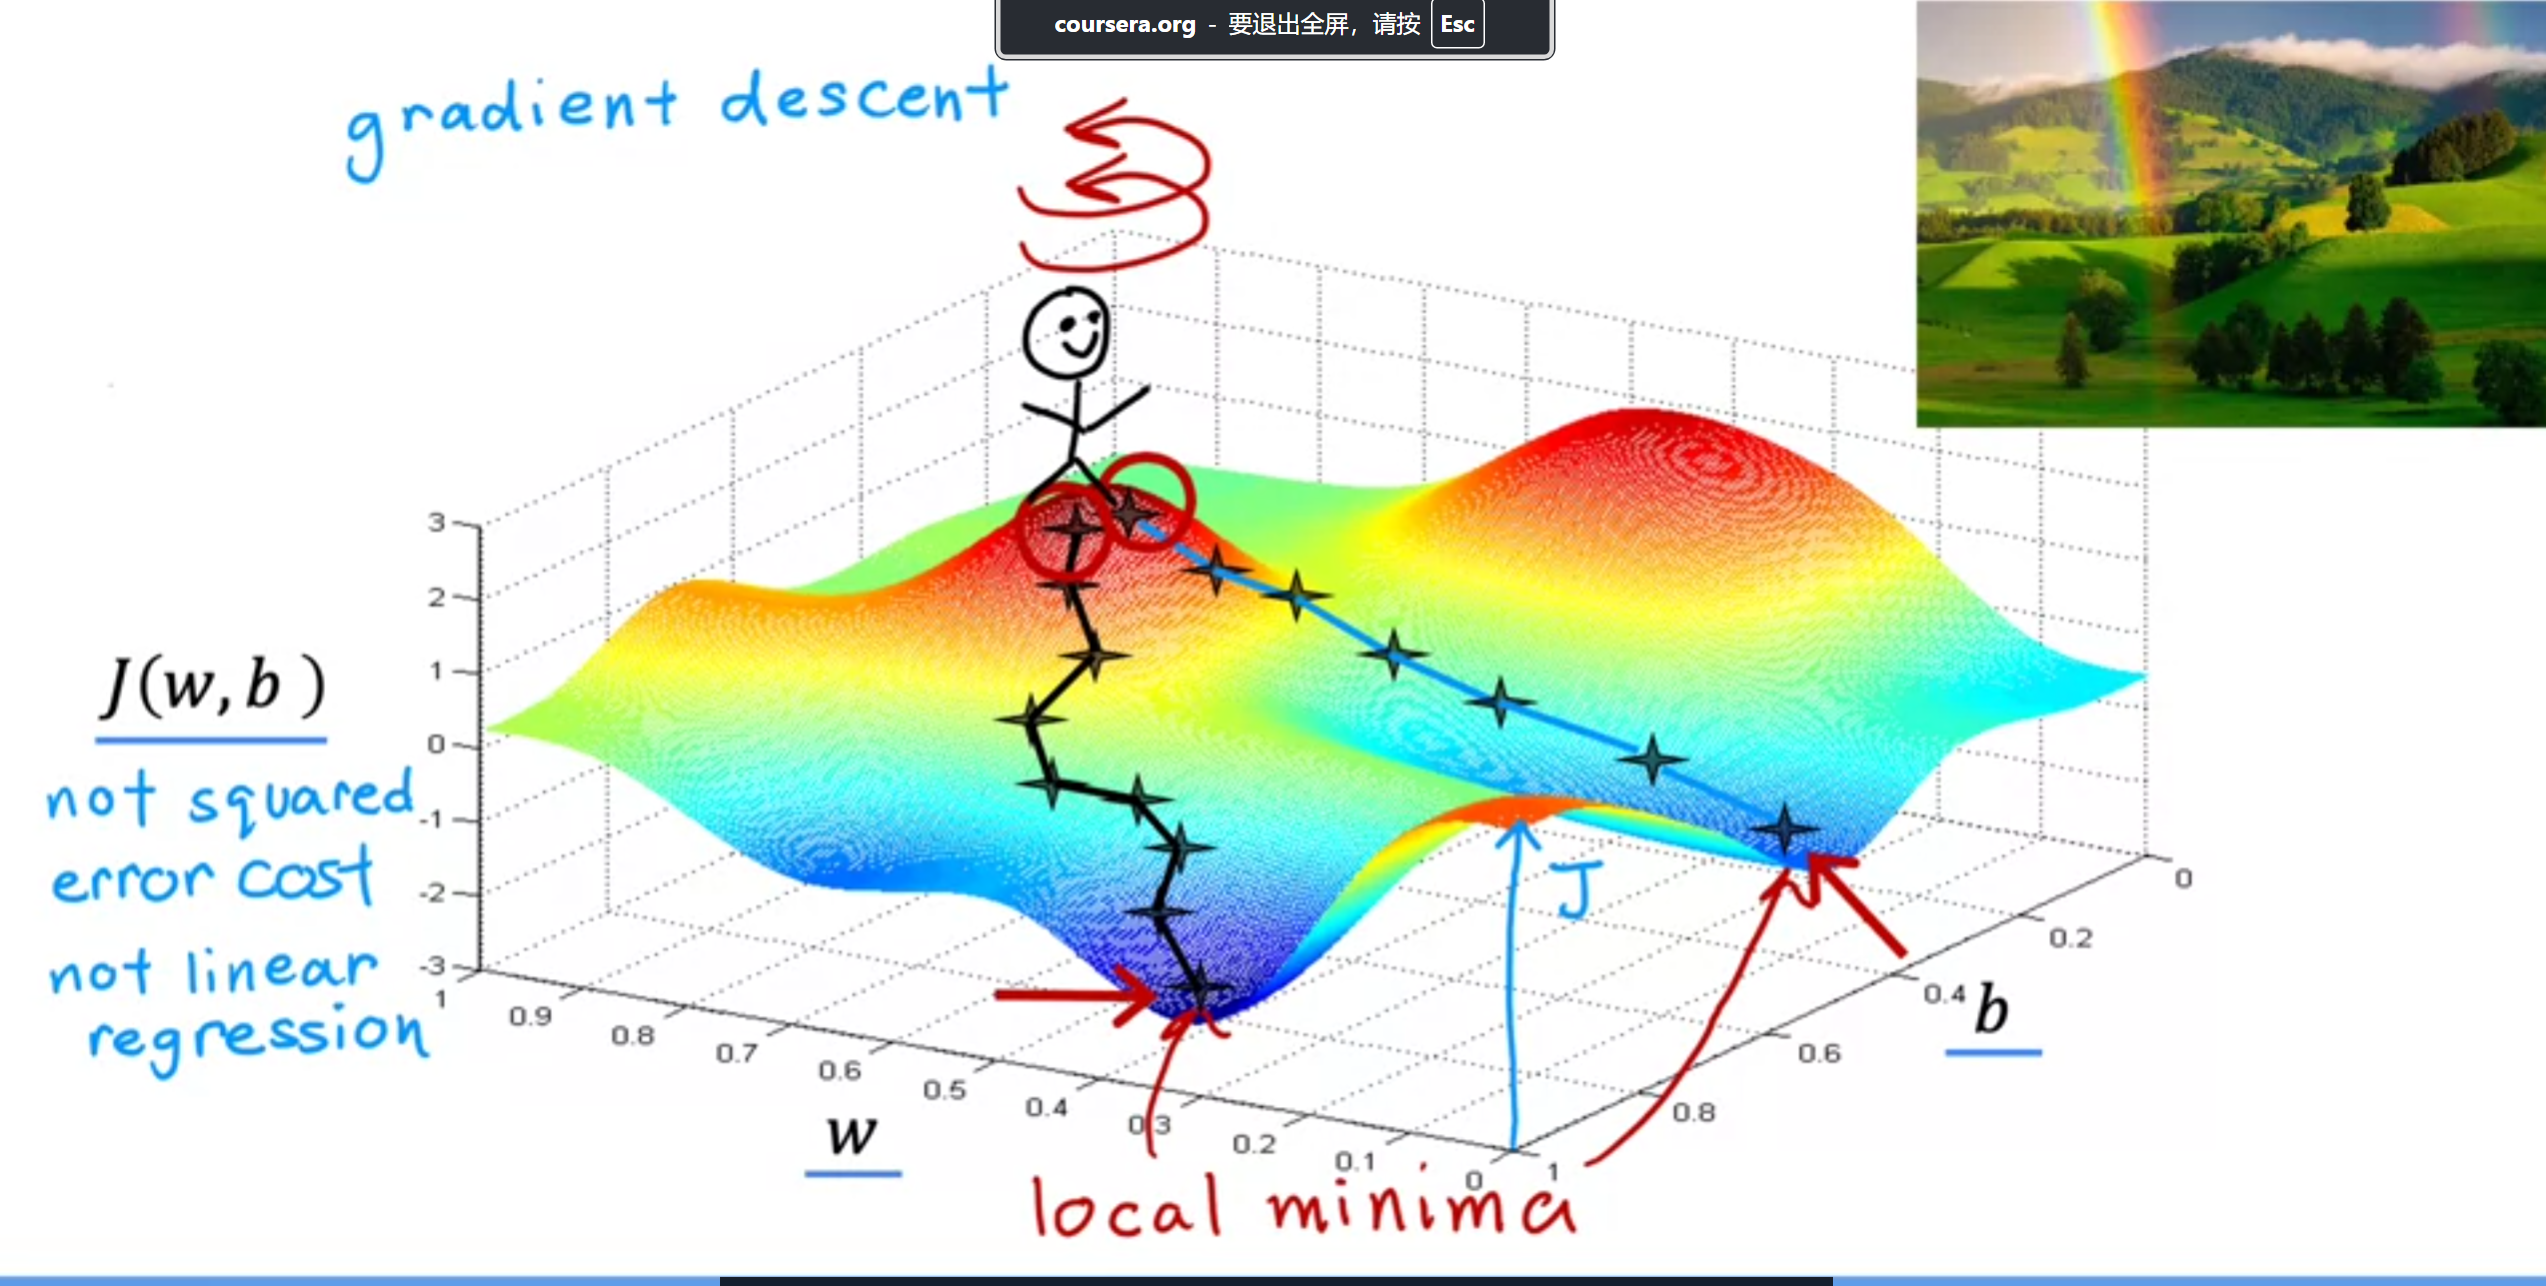 coursera.org - 要退出全屏，请按 Esc
gradient descent
3
2
1
0
-1
-2
-3
J(w, b )
not squared
error cost
not linear
regression
J
1
0.9
0.8
0.7
0.6
0.5
0.4
0.3
0.2
0.1
0
w
1
0.8
0.6
0.4
0.2
0
b
local minima